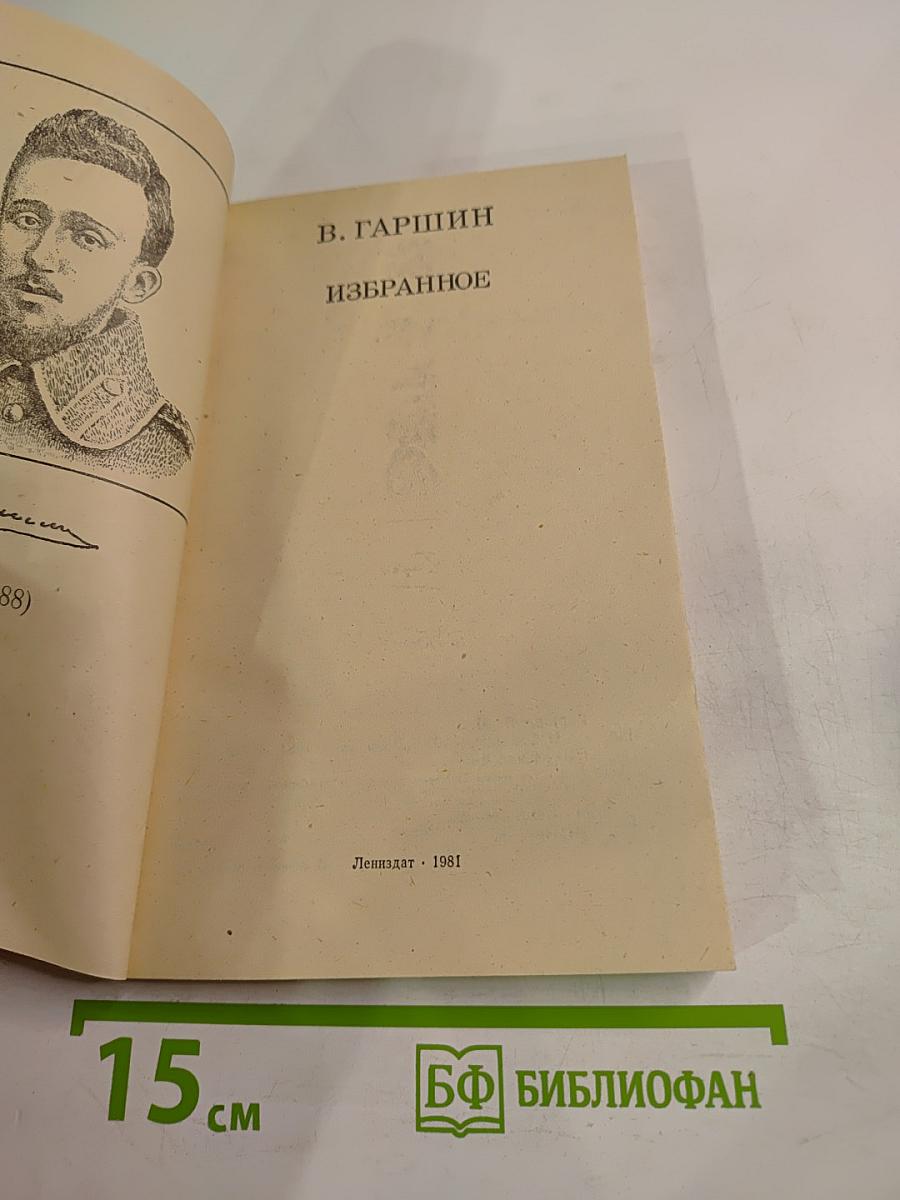 88)
В. ГАРШИН
ИЗБРАННОЕ
Лениздат · 1981
15 см
БФ БИБЛИОФАН